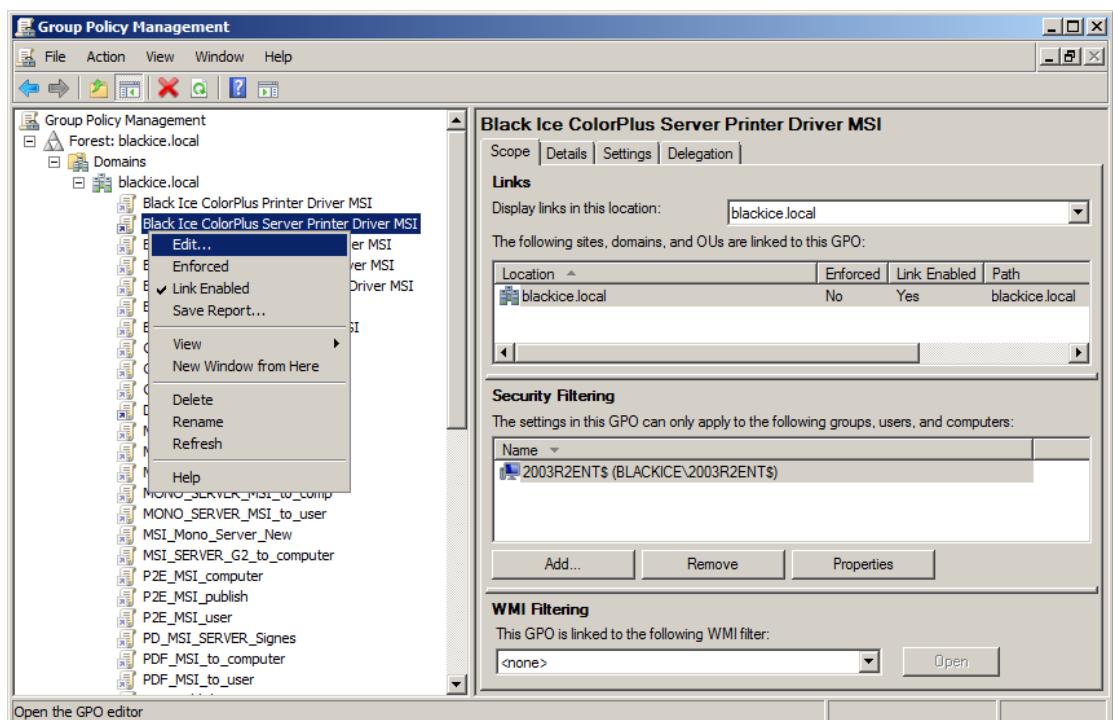 Group Policy Management
File Action View Window Help
Group Policy Management
Forest: blackice.local
Domains
blackice.local
Black Ice ColorPlus Printer Driver MSI
Black Ice ColorPlus Server Printer Driver MSI
er MSI
ver MSI
Driver MSI
MONO_SERVER_MSI_to_comp
MONO_SERVER_MSI_to_user
MSI_Mono_Server_New
MSI_SERVER_G2_to_computer
P2E_MSI_computer
P2E_MSI_publish
P2E_MSI_user
PD_MSI_SERVER_Signes
PDF_MSI_to_computer
PDF_MSI_to_user
Edit...
Enforced
Link Enabled
Save Report...
View
New Window from Here
Delete
Rename
Refresh
Help
Black Ice ColorPlus Server Printer Driver MSI
Scope Details Settings Delegation
Links
Display links in this location: blackice.local
The following sites, domains, and OUs are linked to this GPO:
Location Enforced Link Enabled Path
blackice.local No Yes blackice.local
Security Filtering
The settings in this GPO can only apply to the following groups, users, and computers:
Name
2003R2ENT$ (BLACKICE\2003R2ENT$)
Add... Remove Properties
WMI Filtering
This GPO is linked to the following WMI filter:
<none> Open
Open the GPO editor